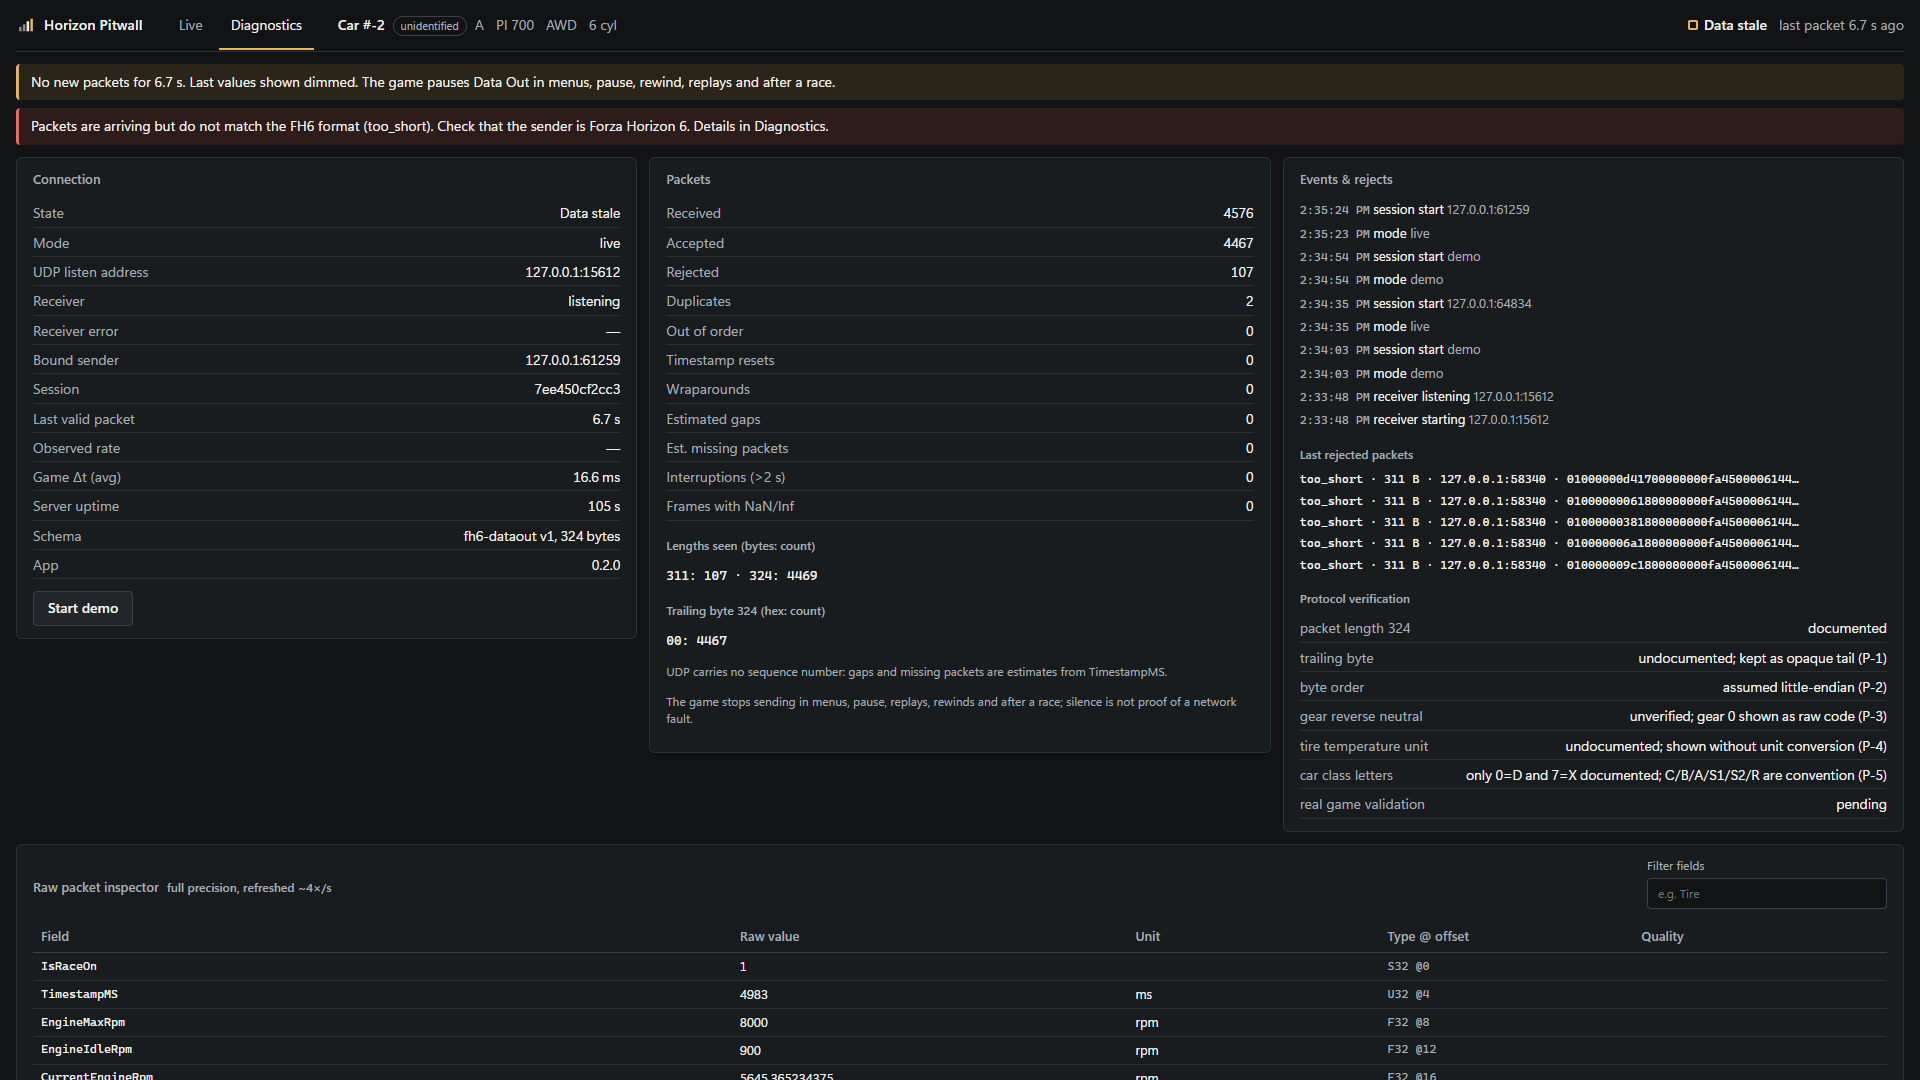 Horizon Pitwall Live Diagnostics Car #-2 unidentified A PI 700 AWD 6 cyl Data stale last packet 6.7 s ago
No new packets for 6.7 s. Last values shown dimmed. The game pauses Data Out in menus, pause, rewind, replays and after a race.
Packets are arriving but do not match the FH6 format (too_short). Check that the sender is Forza Horizon 6. Details in Diagnostics.
Connection
State Data stale
Mode live
UDP listen address 127.0.0.1:15612
Receiver listening
Receiver error —
Bound sender 127.0.0.1:61259
Session 7ee450cf2cc3
Last valid packet 6.7 s
Observed rate —
Game Δt (avg) 16.6 ms
Server uptime 105 s
Schema fh6-dataout v1, 324 bytes
App 0.2.0
Start demo
Packets
Received 4576
Accepted 4467
Rejected 107
Duplicates 2
Out of order 0
Timestamp resets 0
Wraparounds 0
Estimated gaps 0
Est. missing packets 0
Interruptions (>2 s) 0
Frames with NaN/Inf 0
Lengths seen (bytes: count)
311: 107 · 324: 4469
Trailing byte 324 (hex: count)
00: 4467
UDP carries no sequence number: gaps and missing packets are estimates from TimestampMS.
The game stops sending in menus, pause, replays, rewinds and after a race; silence is not proof of a network
fault.
Events & rejects
2:35:24 PM session start 127.0.0.1:61259
2:35:23 PM mode live
2:34:54 PM session start demo
2:34:54 PM mode demo
2:34:35 PM session start 127.0.0.1:64834
2:34:35 PM mode live
2:34:03 PM session start demo
2:34:03 PM mode demo
2:33:48 PM receiver listening 127.0.0.1:15612
2:33:48 PM receiver starting 127.0.0.1:15612
Last rejected packets
too_short · 311 B · 127.0.0.1:58340 · 01000000d41700000000fa4500006144…
too_short · 311 B · 127.0.0.1:58340 · 01000000061800000000fa4500006144…
too_short · 311 B · 127.0.0.1:58340 · 01000000381800000000fa4500006144…
too_short · 311 B · 127.0.0.1:58340 · 010000006a1800000000fa4500006144…
too_short · 311 B · 127.0.0.1:58340 · 010000009c1800000000fa4500006144…
Protocol verification
packet length 324 documented
trailing byte undocumented; kept as opaque tail (P-1)
byte order assumed little-endian (P-2)
gear reverse neutral unverified; gear 0 shown as raw code (P-3)
tire temperature unit undocumented; shown without unit conversion (P-4)
car class letters only 0=D and 7=X documented; C/B/A/S1/S2/R are convention (P-5)
real game validation pending
Raw packet inspector full precision, refreshed ~4×/s
Filter fields
e.g. Tire
Field Raw value Unit Type @ offset Quality
IsRaceOn 1 S32 @0
TimestampMS 4983 ms U32 @4
EngineMaxRpm 8000 rpm F32 @8
EngineIdleRpm 900 rpm F32 @12
CurrentEngineRpm 5645.365234375 rpm F32 @16